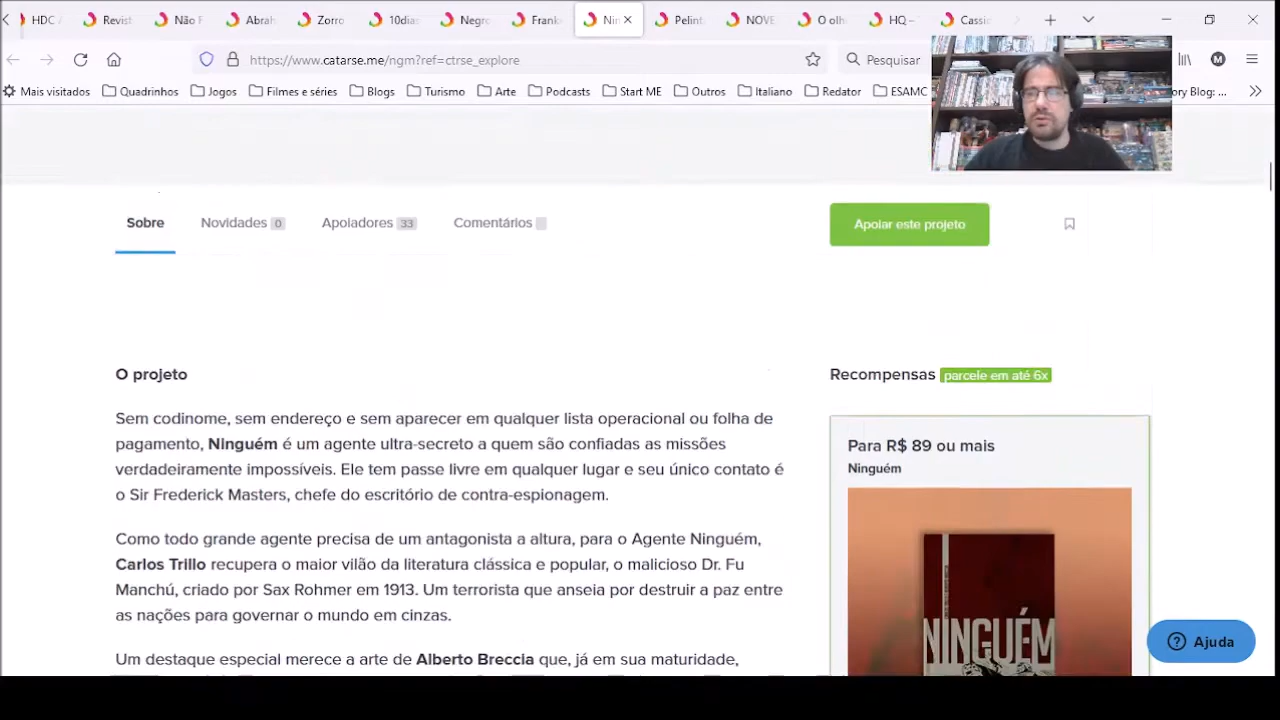 HDC
Revist
Não F
Abrah
Zorro
10dia
Negro
Frank
Nin
Pelint
NOVE
O olh
HQ –
Cassi
https://www.catarse.me/ngm?ref=ctrse_explore
Pesquisar
M
Mais visitados
Quadrinhos
Jogos
Filmes e séries
Blogs
Turismo
Arte
Podcasts
Start ME
Outros
Italiano
Redator
ESAMC
ory Blog: ...
Sobre
Novidades 0
Apoiadores 33
Comentários
Apoiar este projeto
O projeto
Sem codinome, sem endereço e sem aparecer em qualquer lista operacional ou folha de
pagamento, Ninguém é um agente ultra-secreto a quem são confiadas as missões
verdadeiramente impossíveis. Ele tem passe livre em qualquer lugar e seu único contato é
o Sir Frederick Masters, chefe do escritório de contra-espionagem.
Como todo grande agente precisa de um antagonista a altura, para o Agente Ninguém,
Carlos Trillo recupera o maior vilão da literatura clássica e popular, o malicioso Dr. Fu
Manchú, criado por Sax Rohmer em 1913. Um terrorista que anseia por destruir a paz entre
as nações para governar o mundo em cinzas.
Um destaque especial merece a arte de Alberto Breccia que, já em sua maturidade,
Recompensas parcele em até 6x
Para R$ 89 ou mais
Ninguém
NINGUÉM
Ajuda